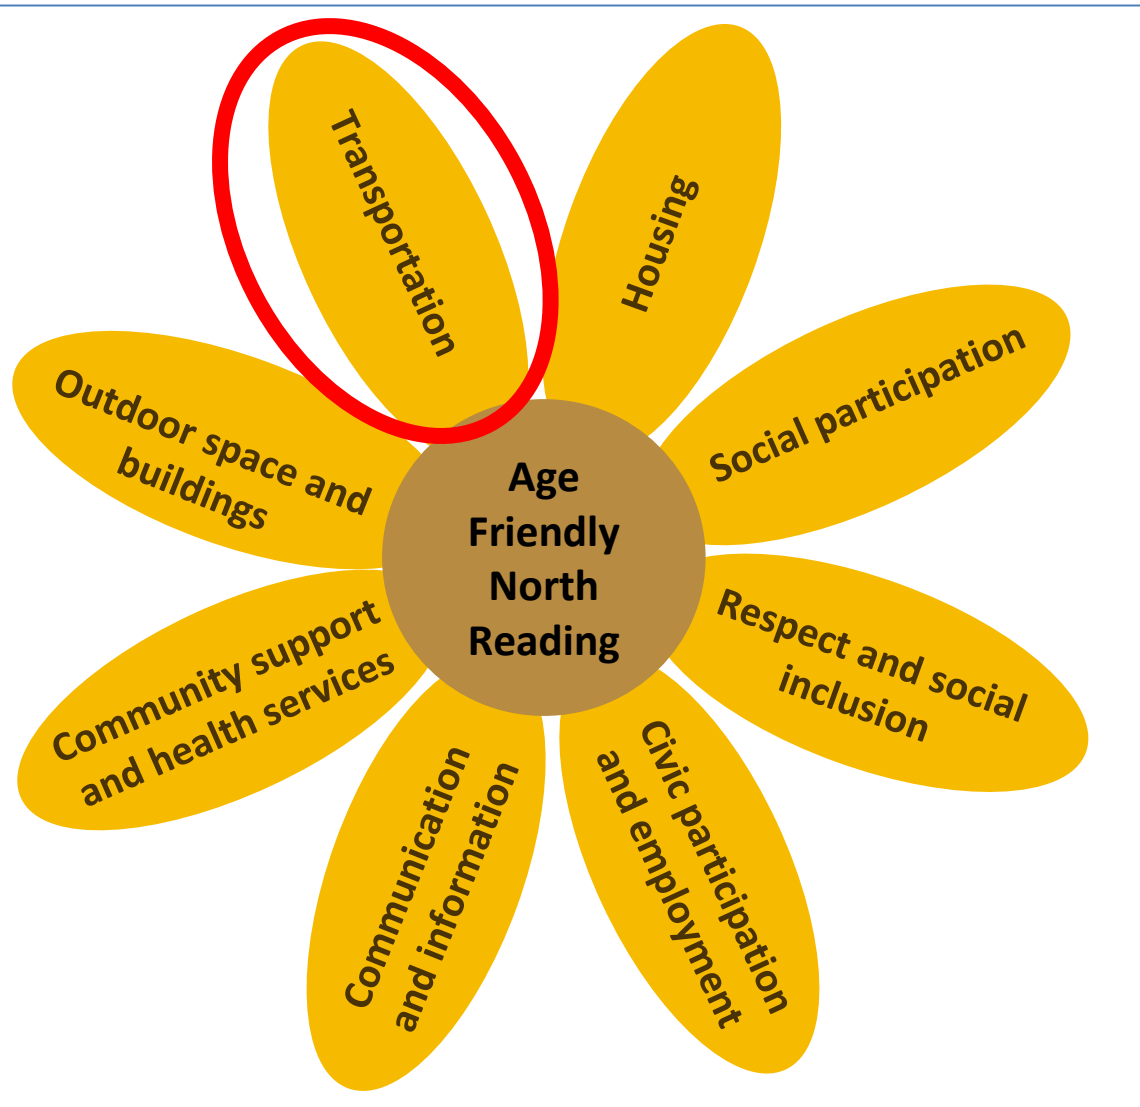 Transportation
Housing
Social participation
Respect and social
inclusion
Civic participation
and employment
Communication
and information
Community support
and health services
Outdoor space and
buildings
Age
Friendly
North
Reading